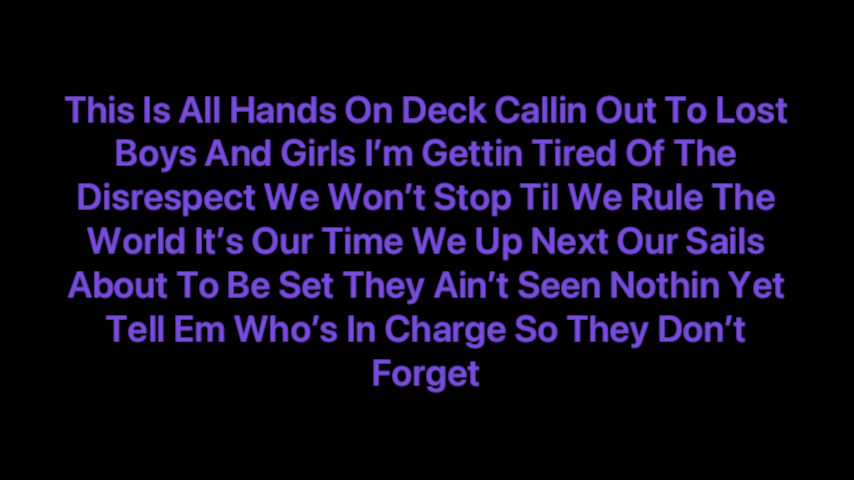 This Is All Hands On Deck Callin Out To Lost
Boys And Girls I’m Gettin Tired Of The
Disrespect We Won’t Stop Til We Rule The
World It’s Our Time We Up Next Our Sails
About To Be Set They Ain’t Seen Nothin Yet
Tell Em Who’s In Charge So They Don’t
Forget